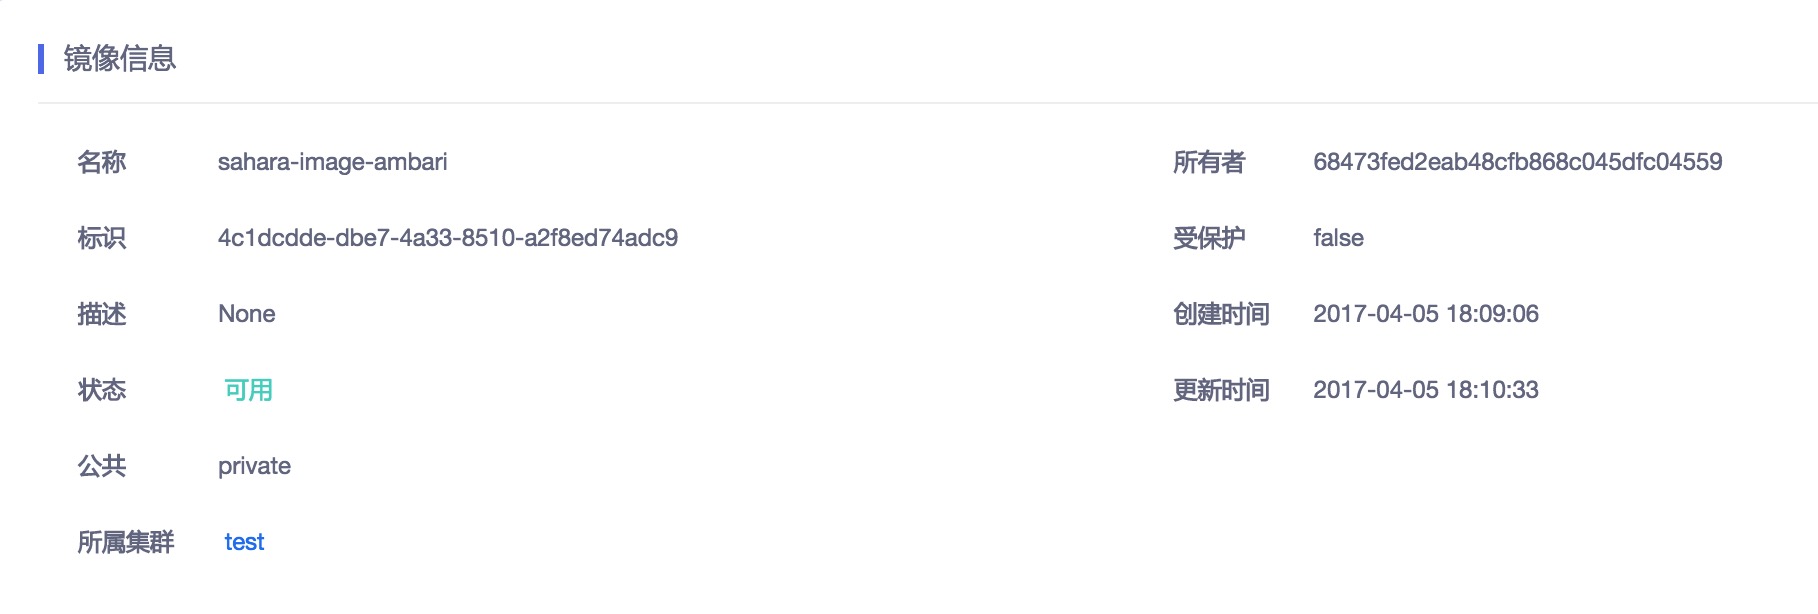 镜像信息
名称 sahara-image-ambari 所有者 68473fed2eab48cfb868c045dfc04559
标识 4c1dcdde-dbe7-4a33-8510-a2f8ed74adc9 受保护 false
描述 None 创建时间 2017-04-05 18:09:06
状态 可用 更新时间 2017-04-05 18:10:33
公共 private
所属集群 test